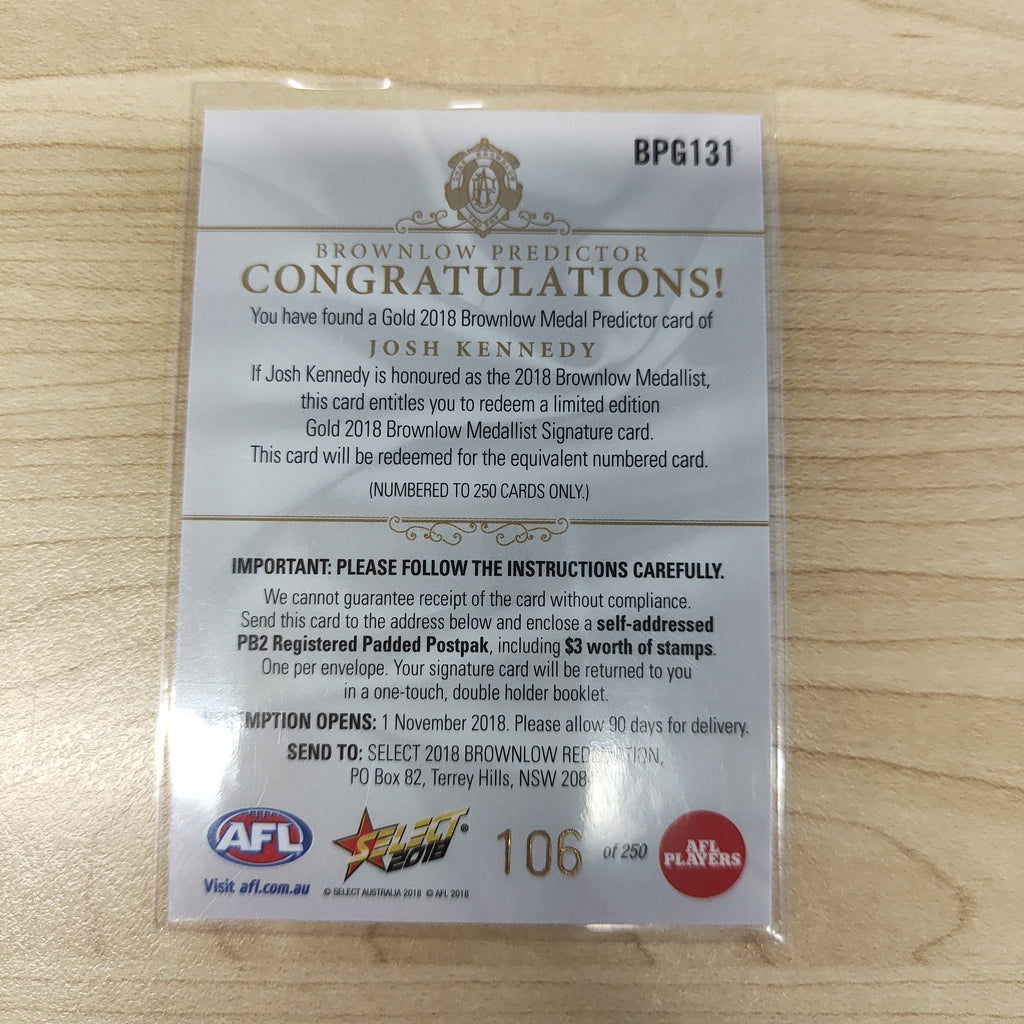 BPG131
BROWNLOW PREDICTOR
CONGRATULATIONS!
You have found a Gold 2018 Brownlow Medal Predictor card of
JOSH KENNEDY
If Josh Kennedy is honoured as the 2018 Brownlow Medallist,
this card entitles you to redeem a limited edition
Gold 2018 Brownlow Medallist Signature card.
This card will be redeemed for the equivalent numbered card.
(NUMBERED TO 250 CARDS ONLY.)
IMPORTANT: PLEASE FOLLOW THE INSTRUCTIONS CAREFULLY.
We cannot guarantee receipt of the card without compliance.
Send this card to the address below and enclose a self-addressed
PB2 Registered Padded Postpak, including $3 worth of stamps.
One per envelope. Your signature card will be returned to you
in a one-touch, double holder booklet.
OPENS: 1 November 2018. Please allow 90 days for delivery.
SEND TO: SELECT 2018 BROWNLOW
PO Box 82, Terrey Hills, NSW
AFL
Visit afl.com.au
SELECT®
2018
© SELECT AUSTRALIA 2018 © AFL 2018
106 of 250
AFL
PLAYERS